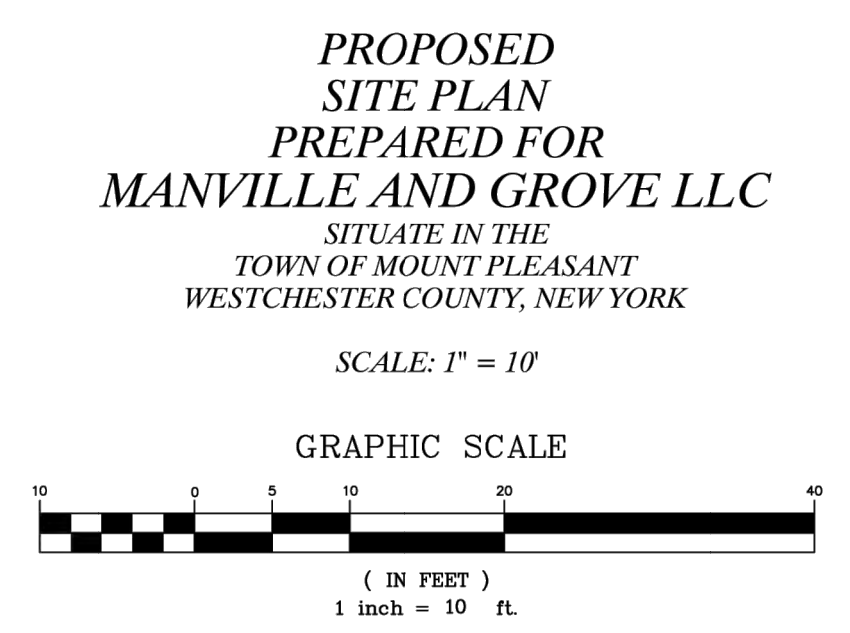 PROPOSED
SITE PLAN
PREPARED FOR
MANVILLE AND GROVE LLC
SITUATE IN THE
TOWN OF MOUNT PLEASANT
WESTCHESTER COUNTY, NEW YORK
SCALE: 1" = 10'
GRAPHIC SCALE
10 0 5 10 20 40
( IN FEET )
1 inch = 10 ft.